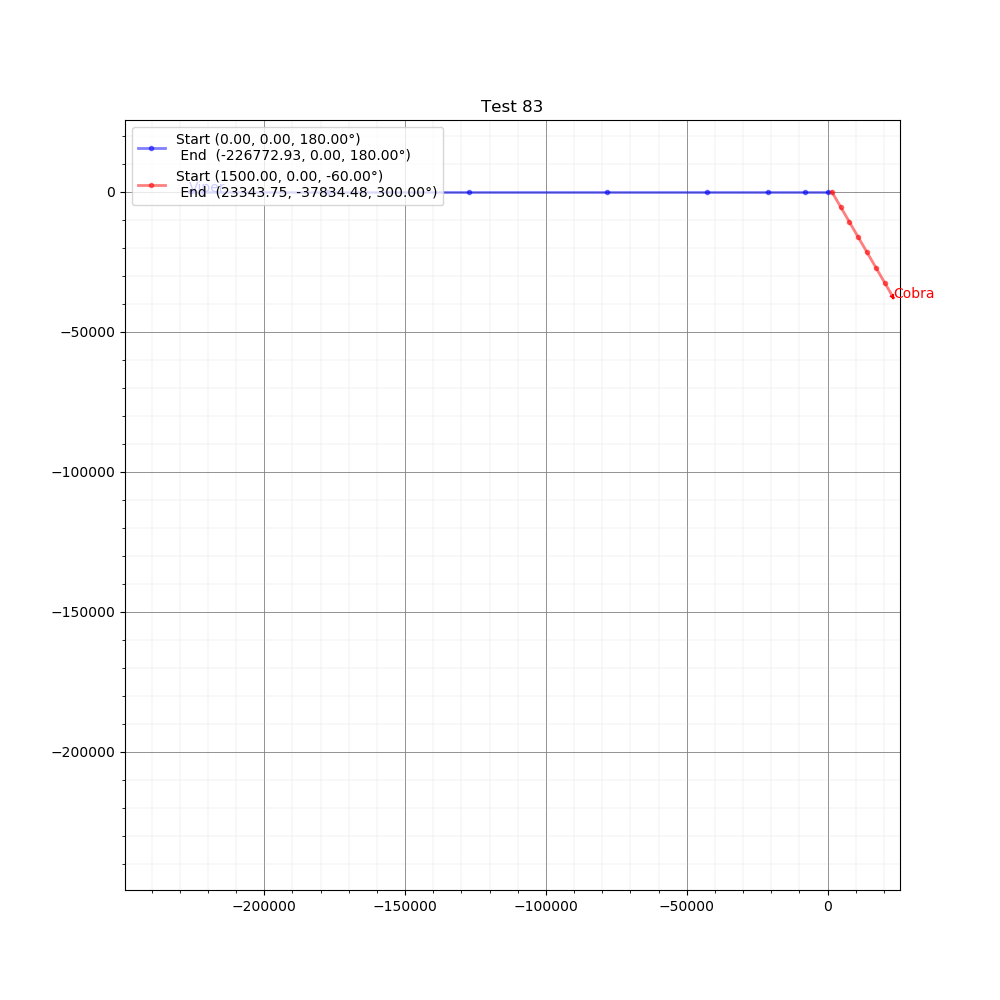 Test 83
Start (0.00, 0.00, 180.00°)
End (-226772.93, 0.00, 180.00°)
Start (1500.00, 0.00, -60.00°)
End (23343.75, -37834.48, 300.00°)
Viper
Cobra
0
−50000
−100000
−150000
−200000
−200000
−150000
−100000
−50000
0